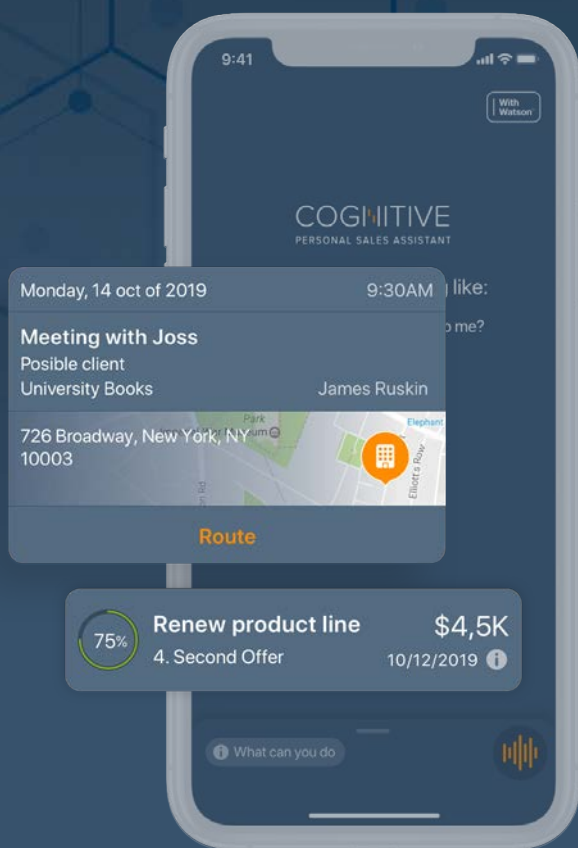 9:41
With
Watson
COGNITIVE
PERSONAL SALES ASSISTANT
like:
me?
Monday, 14 oct of 2019 9:30AM
Meeting with Joss
Posible client
University Books James Ruskin
Park
726 Broadway, New York, NY
10003
Elephant
Elliott's Row
Route
75% Renew product line $4,5K
4. Second Offer 10/12/2019
What can you do